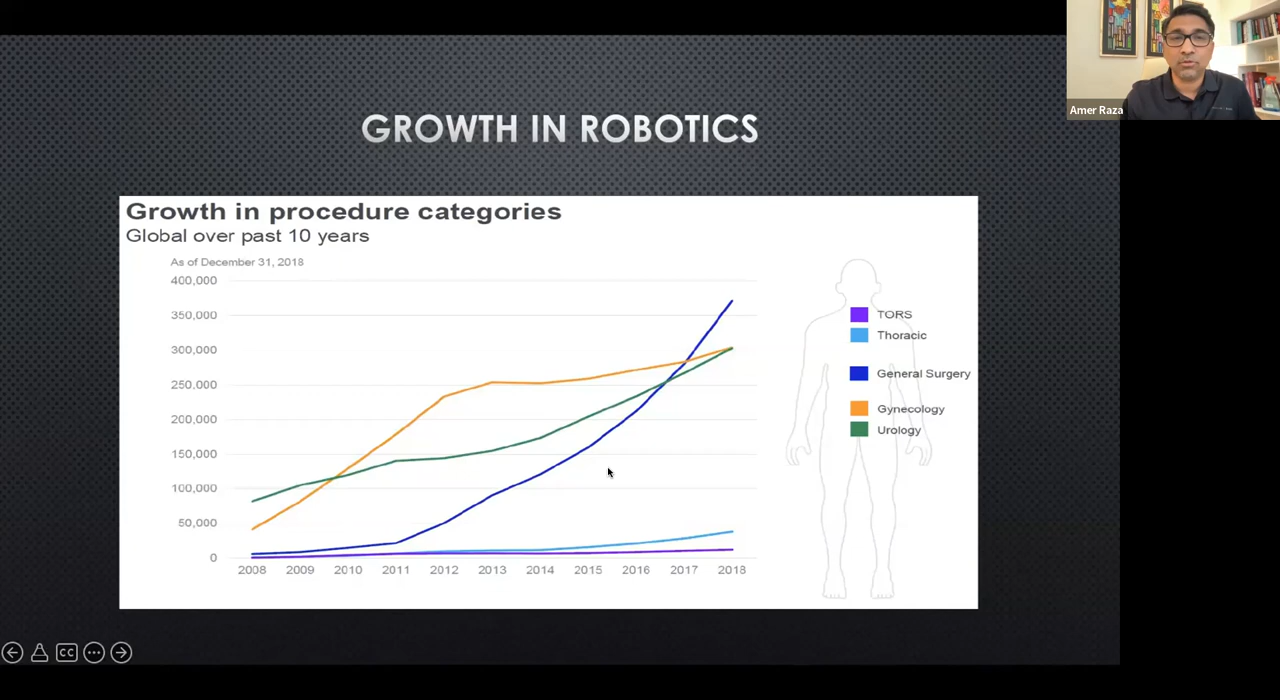 Amer Raza
GROWTH IN ROBOTICS
Growth in procedure categories
Global over past 10 years
As of December 31, 2018
400,000
350,000
300,000
250,000
200,000
150,000
100,000
50,000
0
2008 2009 2010 2011 2012 2013 2014 2015 2016 2017 2018
TORS
Thoracic
General Surgery
Gynecology
Urology
CC